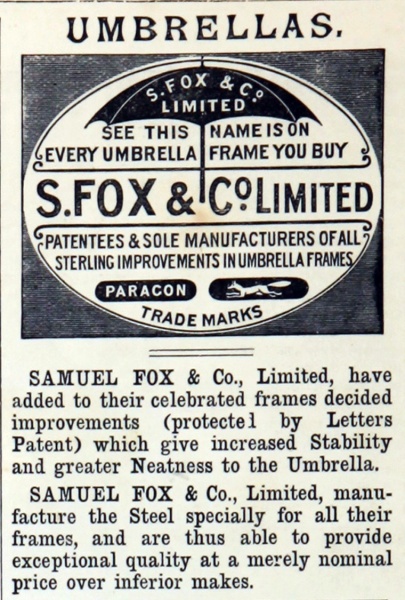 UMBRELLAS.
S. FOX & Co.
LIMITED
SEE THIS NAME IS ON
EVERY UMBRELLA FRAME YOU BUY
S. FOX & Co. LIMITED
PATENTEES & SOLE MANUFACTURERS OF ALL
STERLING IMPROVEMENTS IN UMBRELLA FRAMES
PARAGON
TRADE MARKS
SAMUEL FOX & Co., Limited, have
added to their celebrated frames decided
improvements (protected by Letters
Patent) which give increased Stability
and greater Neatness to the Umbrella.
SAMUEL FOX & Co., Limited, manu-
facture the Steel specially for all their
frames, and are thus able to provide
exceptional quality at a merely nominal
price over inferior makes.